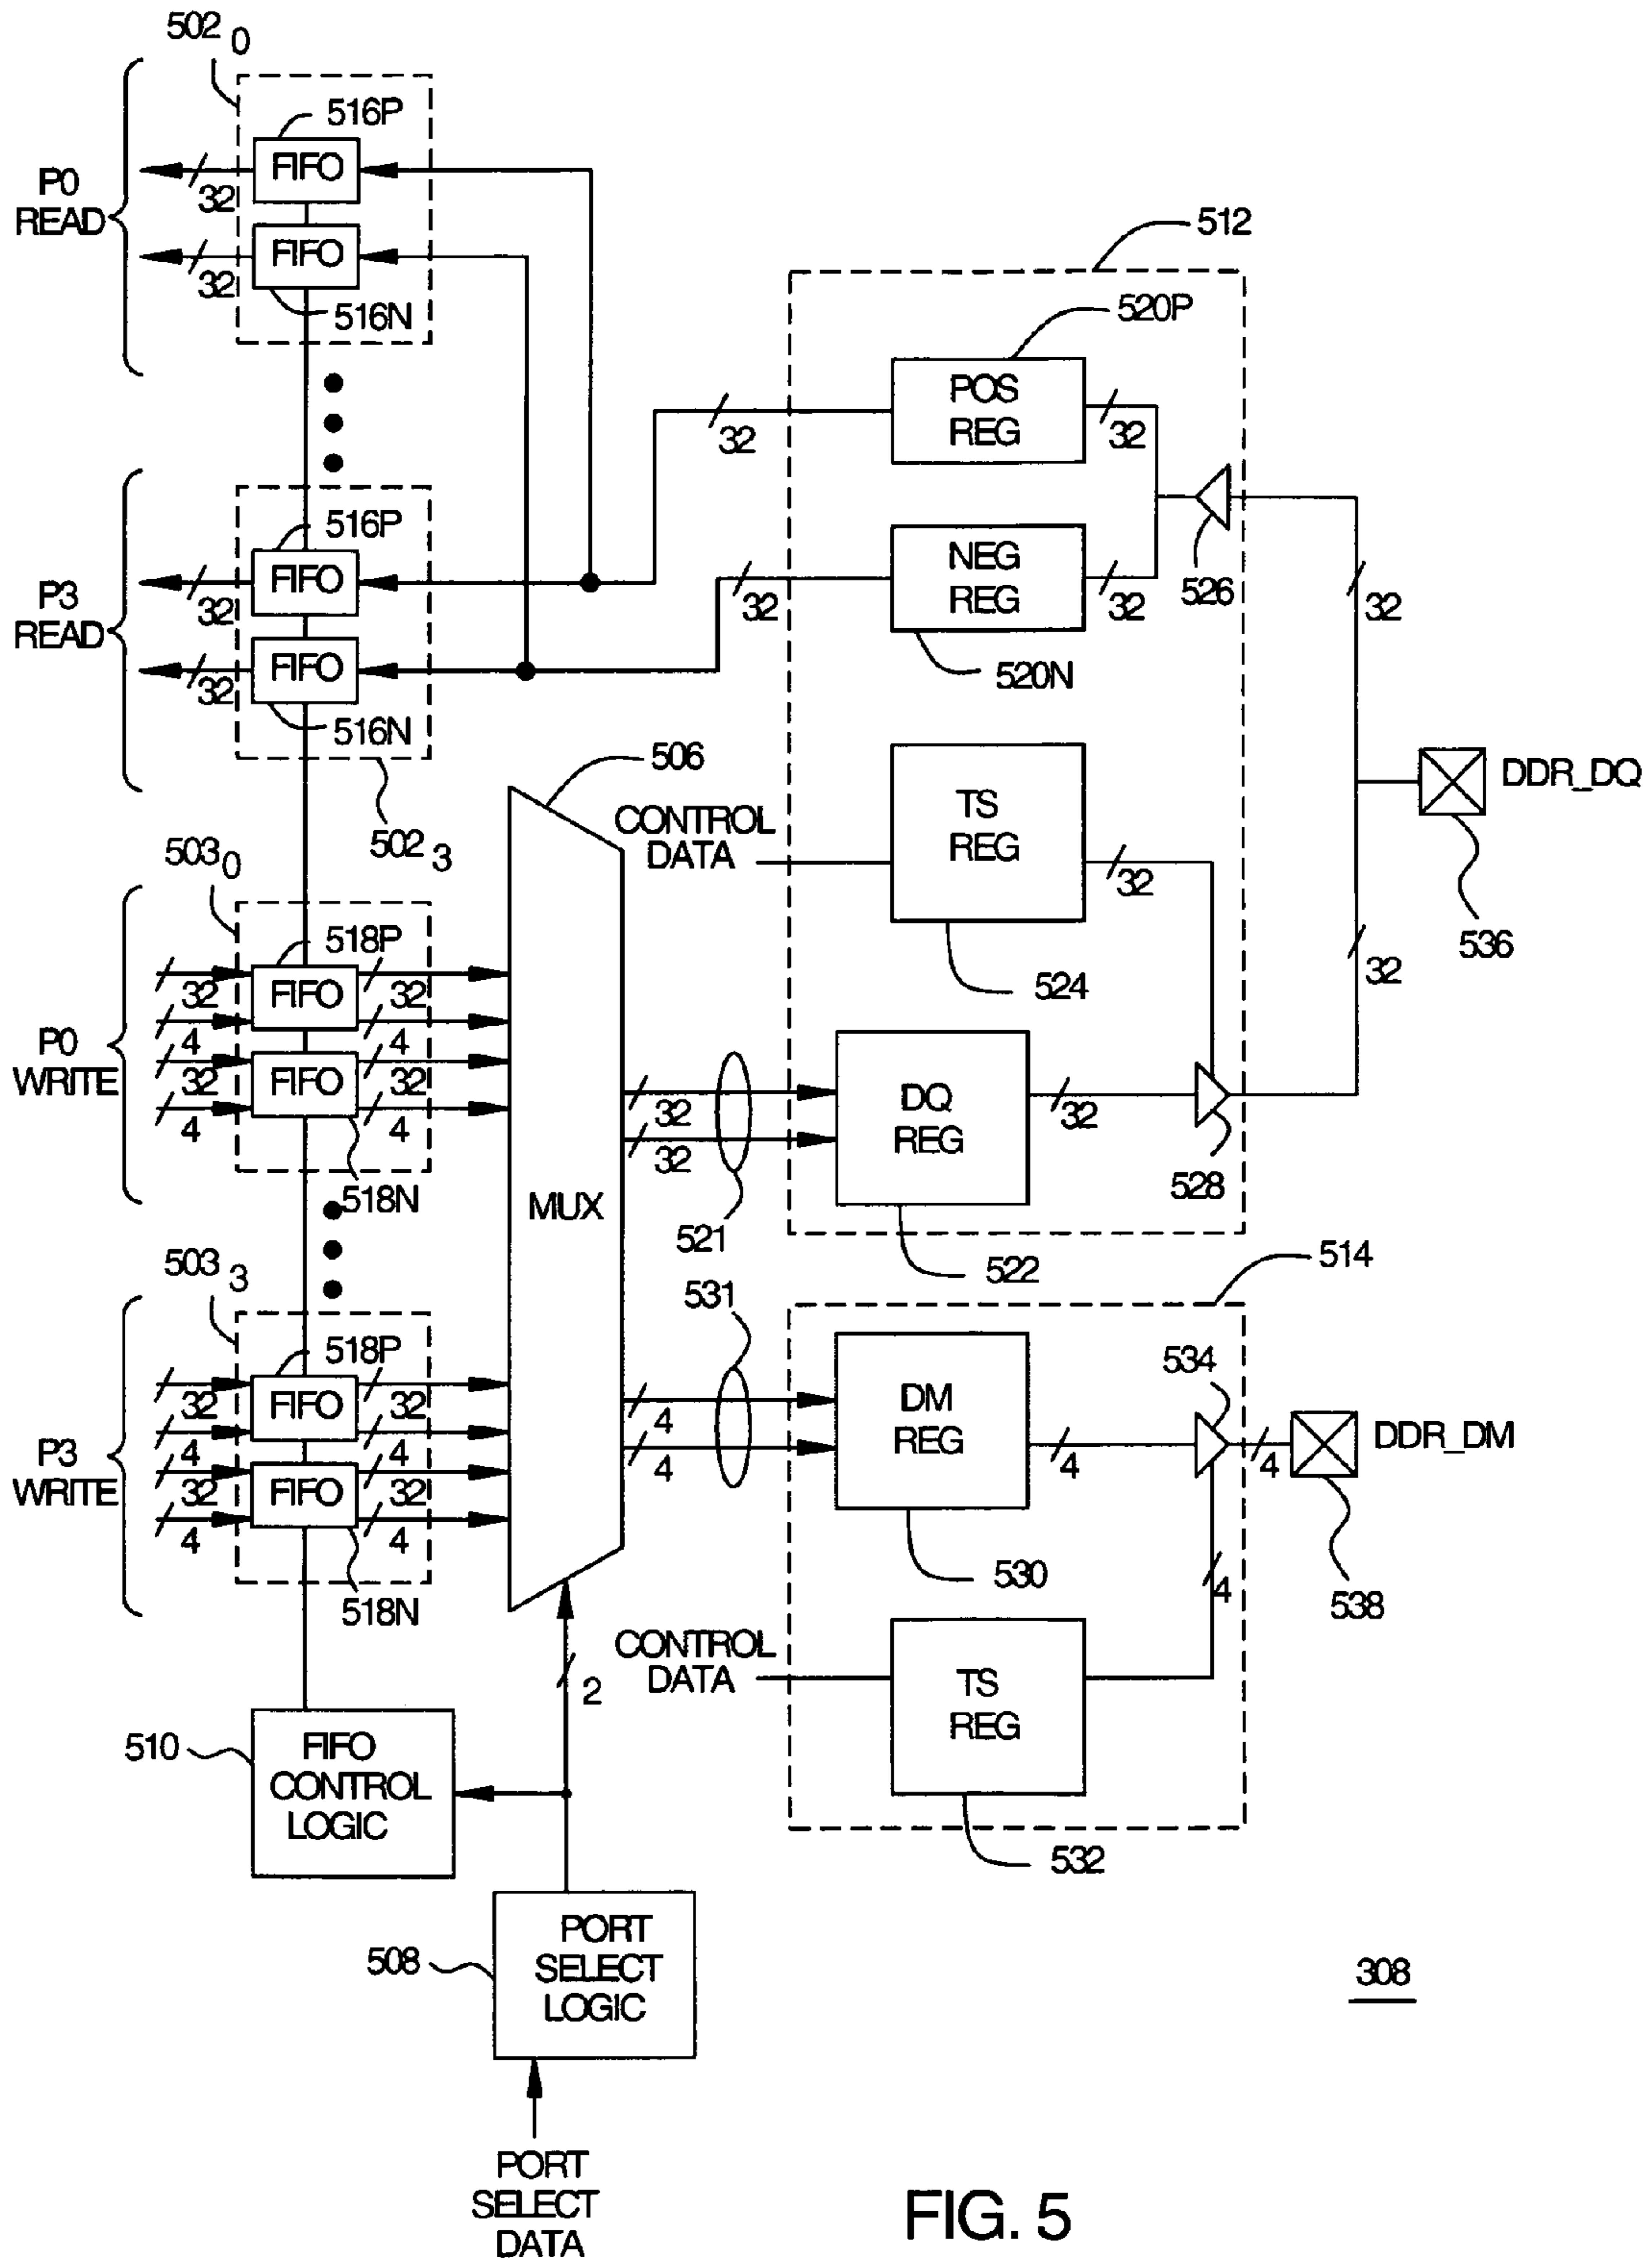 502 0
516P
FIFO
P0
READ
32
FIFO
32
516N
512
520P
POS
REG
32
32
516P
FIFO
P3
READ
32
NEG
REG
32
32
526
32
FIFO
32
520N
516N
502 3
506
CONTROL
DATA
TS
REG
32
DDR_DQ
536
524
32
503 0
518P
FIFO
32
32
4
4
P0
WRITE
FIFO
32
32
4
4
518N
MUX
32
32
521
DQ
REG
32
528
522
514
503 3
518P
FIFO
32
32
4
4
P3
WRITE
FIFO
32
32
4
4
518N
531
4
4
DM
REG
4
534
4
DDR_DM
538
530
4
CONTROL
DATA
TS
REG
532
2
510
FIFO
CONTROL
LOGIC
508
PORT
SELECT
LOGIC
308
PORT
SELECT
DATA
FIG. 5